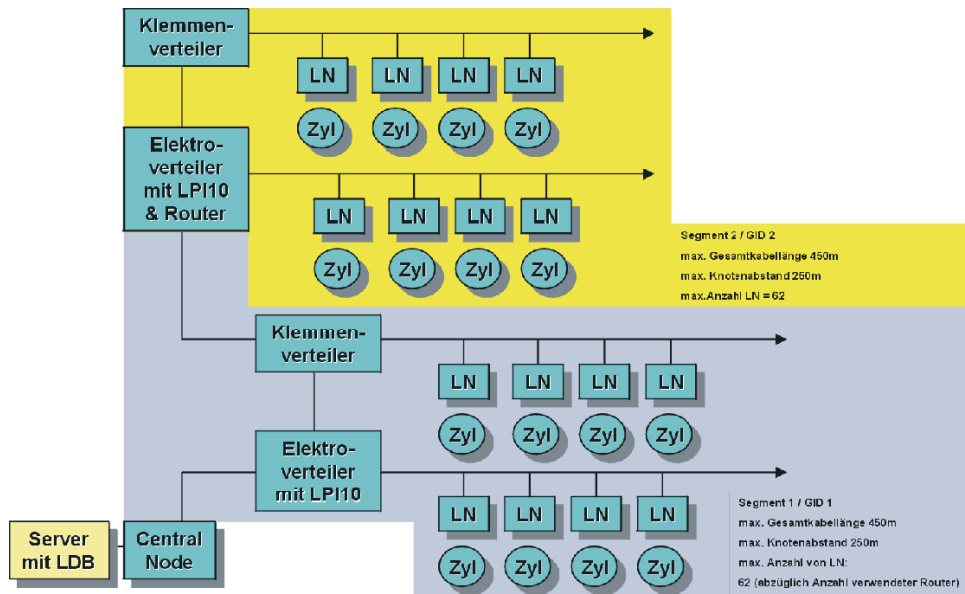 Klemmen-
verteiler
LN LN LN LN
Zyl Zyl Zyl Zyl
Elektro-
verteiler
mit LPI10
& Router
LN LN LN LN
Zyl Zyl Zyl Zyl
Segment 2 / GID 2
max. Gesamtkabellänge 450m
max. Knotenabstand 250m
max.Anzahl LN = 62
Klemmen-
verteiler
LN LN LN LN
Zyl Zyl Zyl Zyl
Elektro-
verteiler
mit LPI10
LN LN LN LN
Zyl Zyl Zyl Zyl
Segment 1 / GID 1
max. Gesamtkabellänge 450m
max. Knotenabstand 250m
max. Anzahl von LN:
62 (abzüglich Anzahl verwendeter Router)
Server
mit LDB
Central
Node